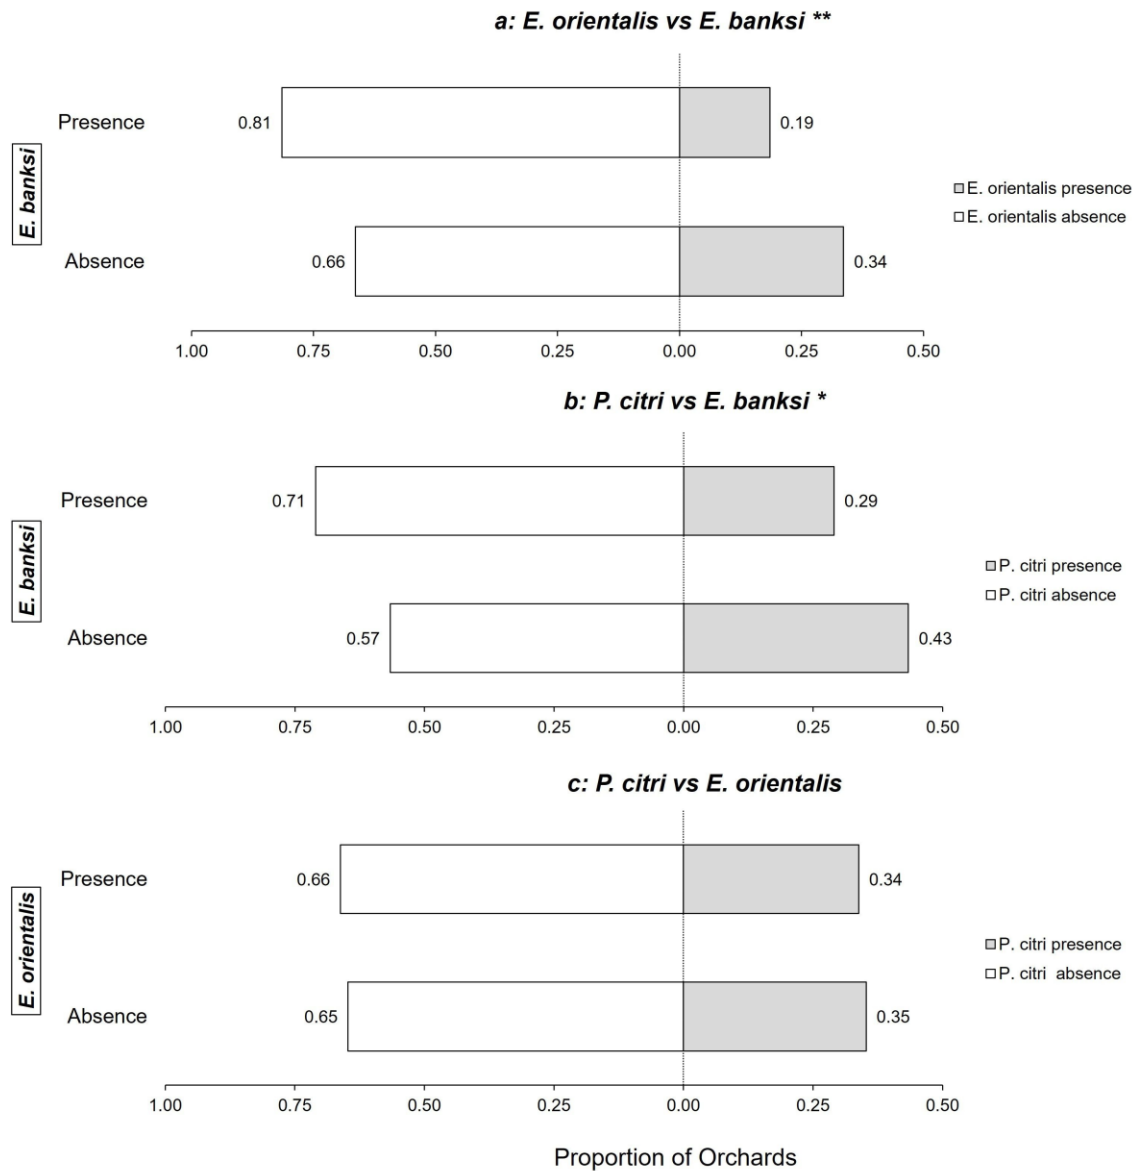 a: E. orientalis vs E. banksi **
E. banksi
Presence
0.81
0.19
Absence
0.66
0.34
E. orientalis presence
E. orientalis absence
1.00 0.75 0.50 0.25 0.00 0.25 0.50
b: P. citri vs E. banksi *
E. banksi
Presence
0.71
0.29
Absence
0.57
0.43
P. citri presence
P. citri absence
1.00 0.75 0.50 0.25 0.00 0.25 0.50
c: P. citri vs E. orientalis
E. orientalis
Presence
0.66
0.34
Absence
0.65
0.35
P. citri presence
P. citri absence
1.00 0.75 0.50 0.25 0.00 0.25 0.50
Proportion of Orchards